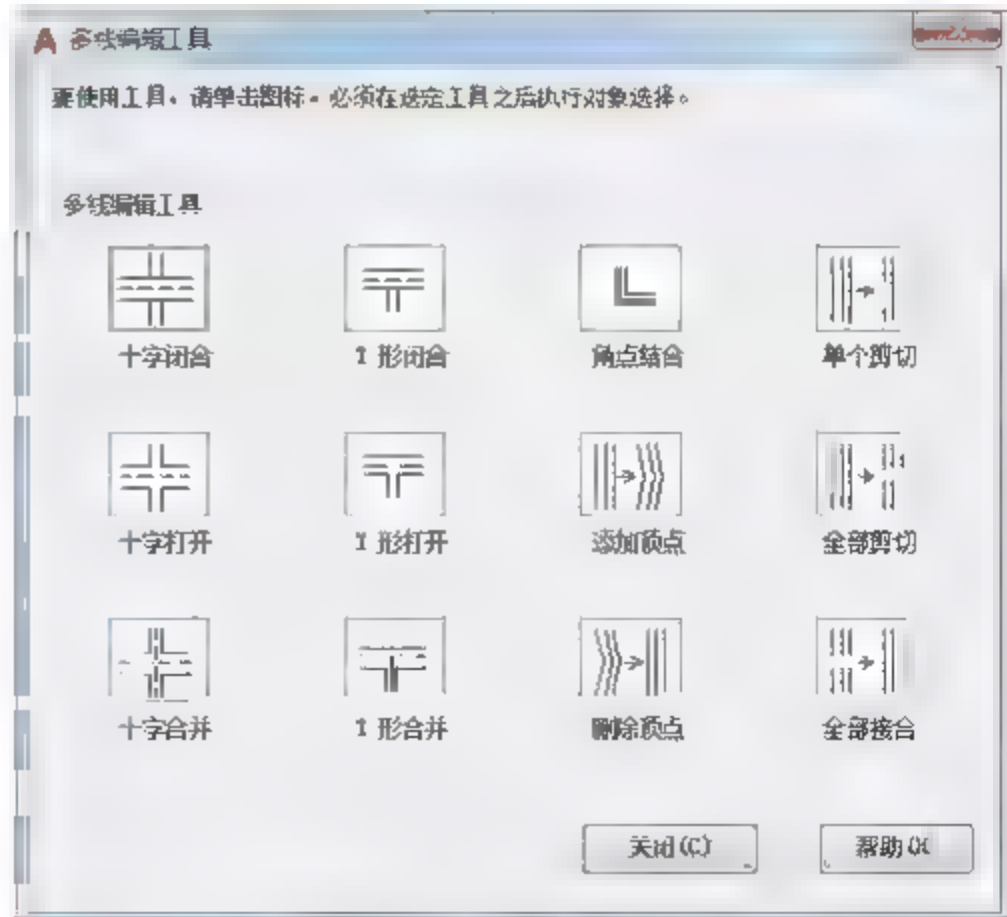 多线编辑工具
要使用工具，请单击图标。必须在选定工具之后执行对象选择。
多线编辑工具
十字闭合 T 形闭合 角点结合 单个剪切
十字打开 T 形打开 添加顶点 全部剪切
十字合并 T 形合并 删除顶点 全部接合
关闭(C) 帮助(H)